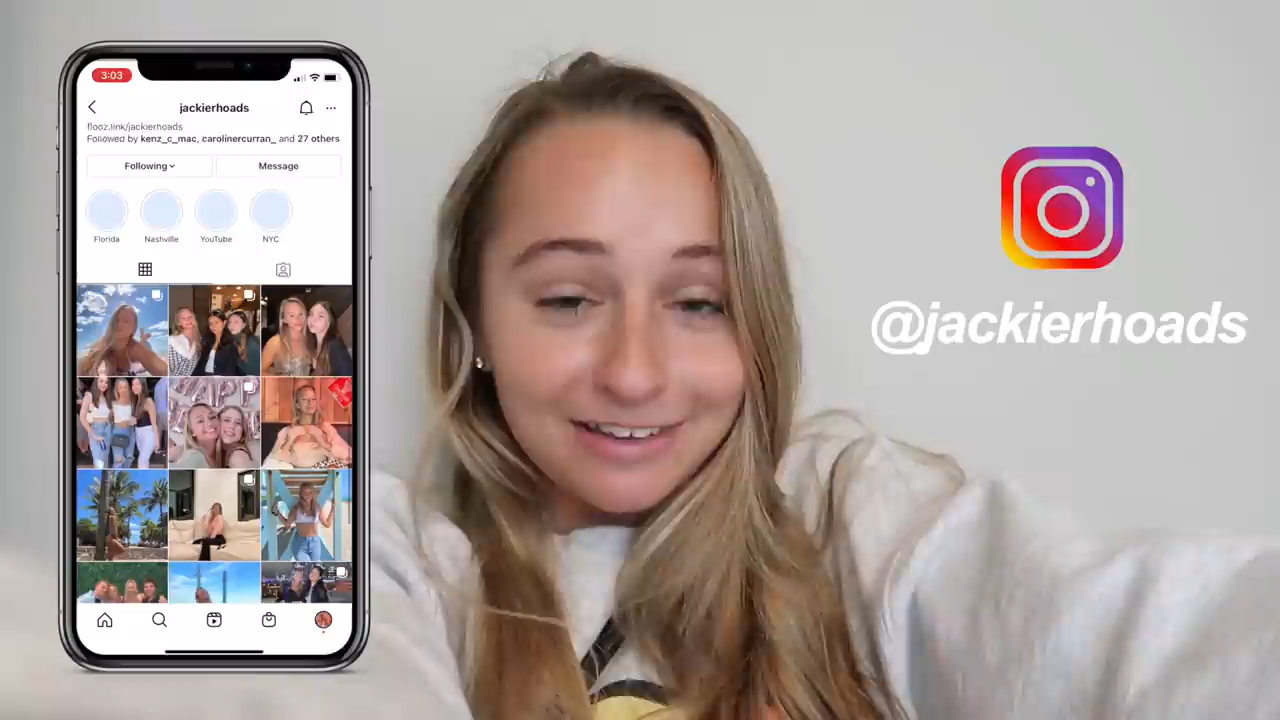 3:03
jackierhoads
flooz.link/jackierhoads
Followed by kenz_c_mac, carolinercurran_ and 27 others
Following
Message
Florida
Nashville
YouTube
NYC
@jackierhoads